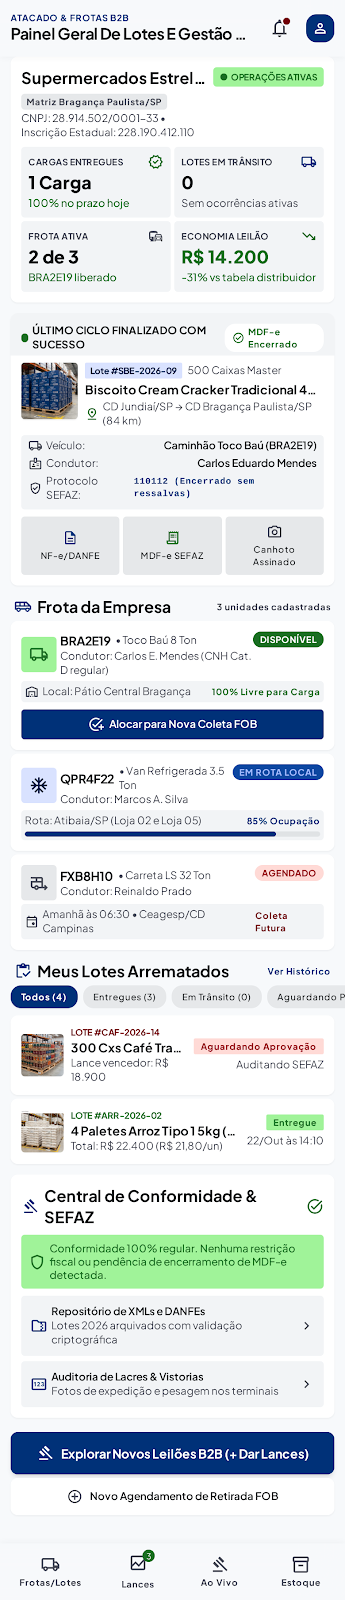 ATACADO & FROTAS B2B
Painel Geral De Lotes E Gestão ...
Supermercados Estrel...
OPERAÇÕES ATIVAS
Matriz Bragança Paulista/SP
CNPJ: 28.914.502/0001-33 •
Inscrição Estadual: 228.190.412.110
CARGAS ENTREGUES
1 Carga
100% no prazo hoje
LOTES EM TRÂNSITO
0
Sem ocorrências ativas
FROTA ATIVA
2 de 3
BRA2E19 liberado
ECONOMIA LEILÃO
R$ 14.200
-31% vs tabela distribuidor
ÚLTIMO CICLO FINALIZADO COM
SUCESSO
MDF-e
Encerrado
Lote #SBE-2026-09
500 Caixas Master
Biscoito Cream Cracker Tradicional 4...
CD Jundiaí/SP → CD Bragança Paulista/SP
(84 km)
Veículo:
Caminhão Toco Baú (BRA2E19)
Condutor:
Carlos Eduardo Mendes
Protocolo
SEFAZ:
110112 (Encerrado sem
ressalvas)
NF-e/DANFE
MDF-e SEFAZ
Canhoto
Assinado
Frota da Empresa
3 unidades cadastradas
BRA2E19
• Toco Baú 8 Ton
DISPONÍVEL
Condutor: Carlos E. Mendes (CNH Cat.
D regular)
Local: Pátio Central Bragança
100% Livre para Carga
Alocar para Nova Coleta FOB
QPR4F22
• Van Refrigerada 3.5
Ton
EM ROTA LOCAL
Condutor: Marcos A. Silva
Rota: Atibaia/SP (Loja 02 e Loja 05)
85% Ocupação
FXB8H10
• Carreta LS 32 Ton
AGENDADO
Condutor: Reinaldo Prado
Amanhã às 06:30 • Ceagesp/CD
Campinas
Coleta
Futura
Meus Lotes Arrematados
Ver Histórico
Todos (4)
Entregues (3)
Em Trânsito (0)
Aguardando P
LOTE #CAF-2026-14
300 Cxs Café Tra...
Lance vencedor: R$
18.900
Aguardando Aprovação
Auditando SEFAZ
LOTE #ARR-2026-02
4 Paletes Arroz Tipo 1 5kg (...
Total: R$ 22.400 (R$ 21,80/un)
Entregue
22/Out às 14:10
Central de Conformidade &
SEFAZ
Conformidade 100% regular. Nenhuma restrição
fiscal ou pendência de encerramento de MDF-e
detectada.
Repositório de XMLs e DANFEs
Lotes 2026 arquivados com validação
criptográfica
123
Auditoria de Lacres & Vistorias
Fotos de expedição e pesagem nos terminais
Explorar Novos Leilões B2B (+ Dar Lances)
Novo Agendamento de Retirada FOB
Frotas/Lotes
3
Lances
Ao Vivo
Estoque